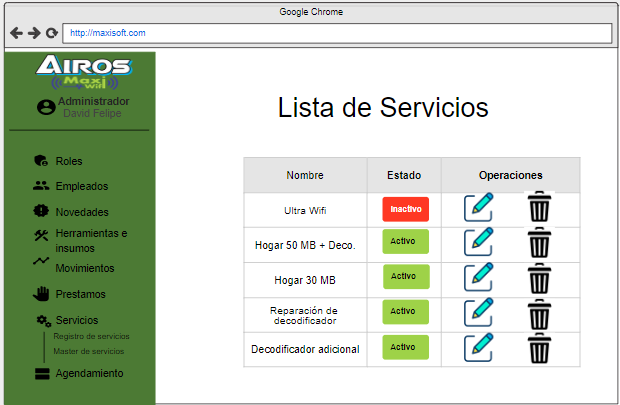 Google Chrome
http://maxisoft.com
AIROS
Maxi
wifi
Administrador
David Felipe
Roles
Empleados
Novedades
Herramientas e
insumos
Movimientos
Prestamos
Servicios
Registro de servicios
Master de servicios
Agendamiento
Lista de Servicios
Nombre Estado Operaciones
Ultra Wifi Inactivo
Hogar 50 MB + Deco. Activo
Hogar 30 MB Activo
Reparación de
decodificador Activo
Decodificador adicional Activo